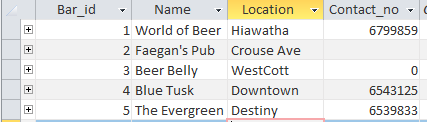 Bar_id Name Location Contact_no
1 World of Beer Hiawatha 6799859
2 Faegan's Pub Crouse Ave
3 Beer Belly WestCott 0
4 Blue Tusk Downtown 6543125
5 The Evergreen Destiny 6539833